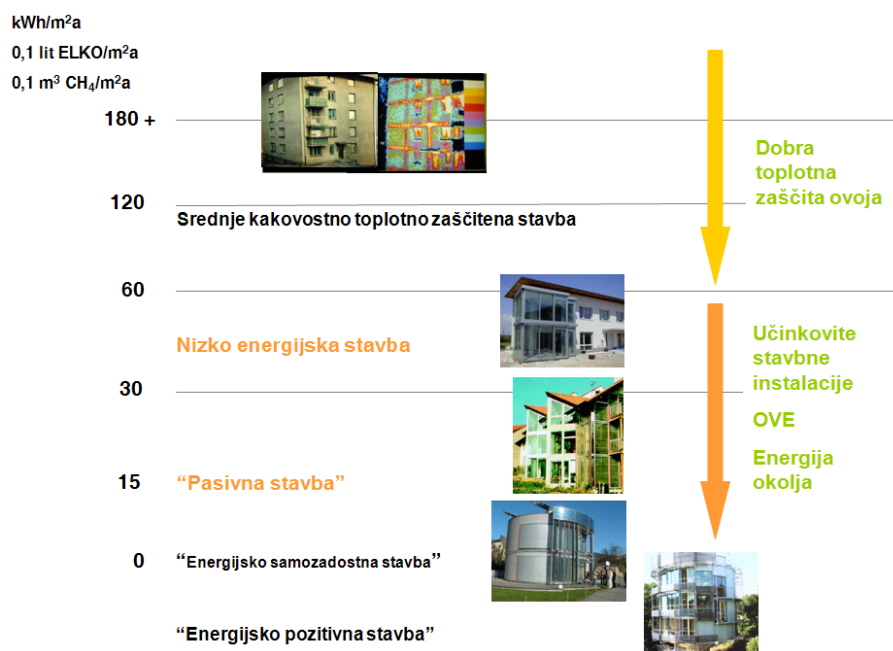 kWh/m²a
0,1 lit ELKO/m²a
0,1 m³ CH₄/m²a
180 +
Dobra
toplotna
zaščita ovoja
120
Srednje kakovostno toplotno zaščitena stavba
60
Nizko energijska stavba
Učinkovite
stavbne
instalacije
30
OVE
Energija
okolja
15
“Pasivna stavba”
0
“Energijsko samozadostna stavba”
“Energijsko pozitivna stavba”